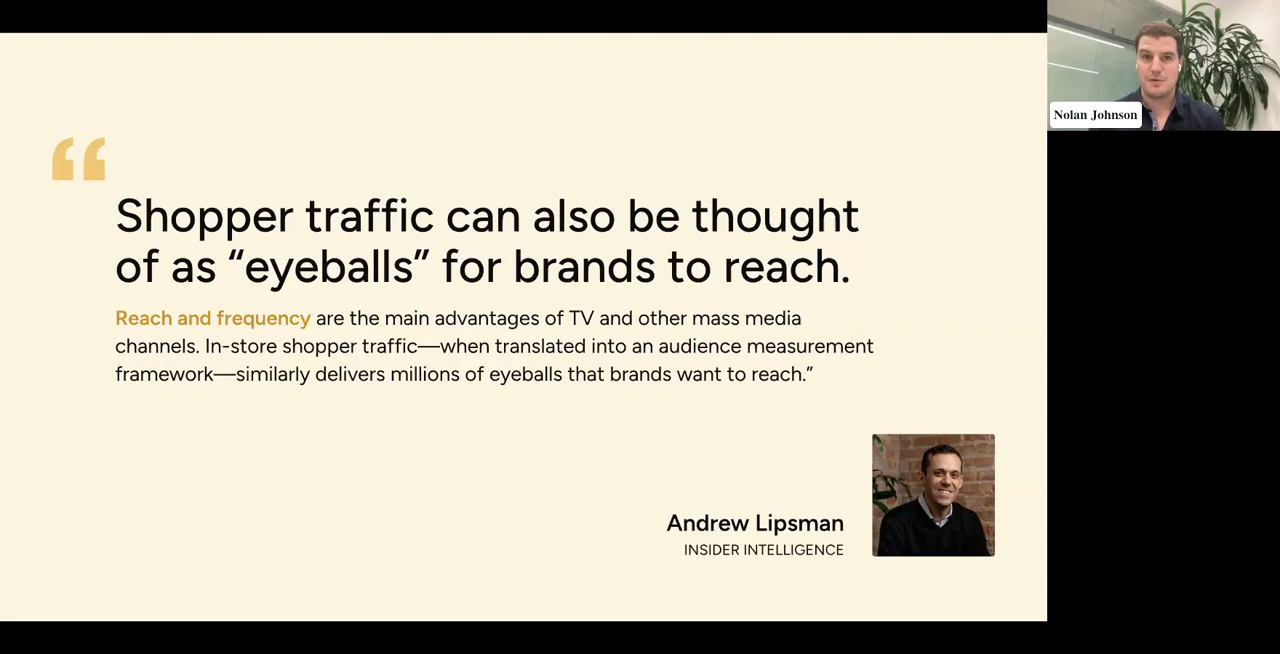 “
Shopper traffic can also be thought
of as “eyeballs” for brands to reach.
Reach and frequency are the main advantages of TV and other mass media
channels. In-store shopper traffic—when translated into an audience measurement
framework—similarly delivers millions of eyeballs that brands want to reach.”
Andrew Lipsman
INSIDER INTELLIGENCE
Nolan Johnson